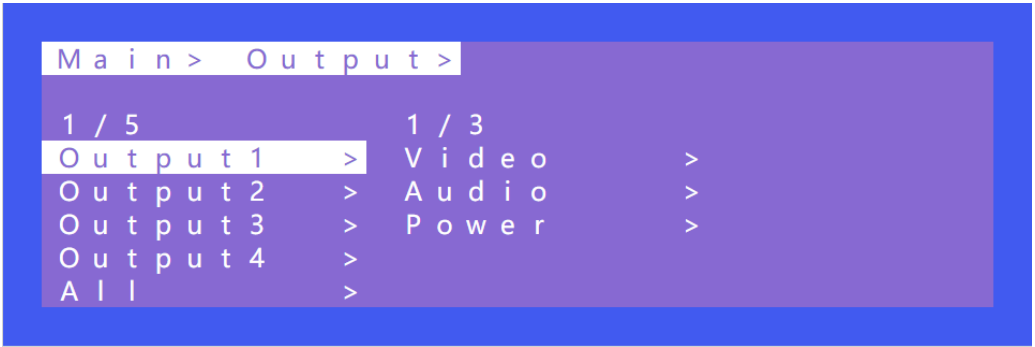 Main> Output>
1/5 1/3
Output1 > Video >
Output2 > Audio >
Output3 > Power >
Output4 >
All >